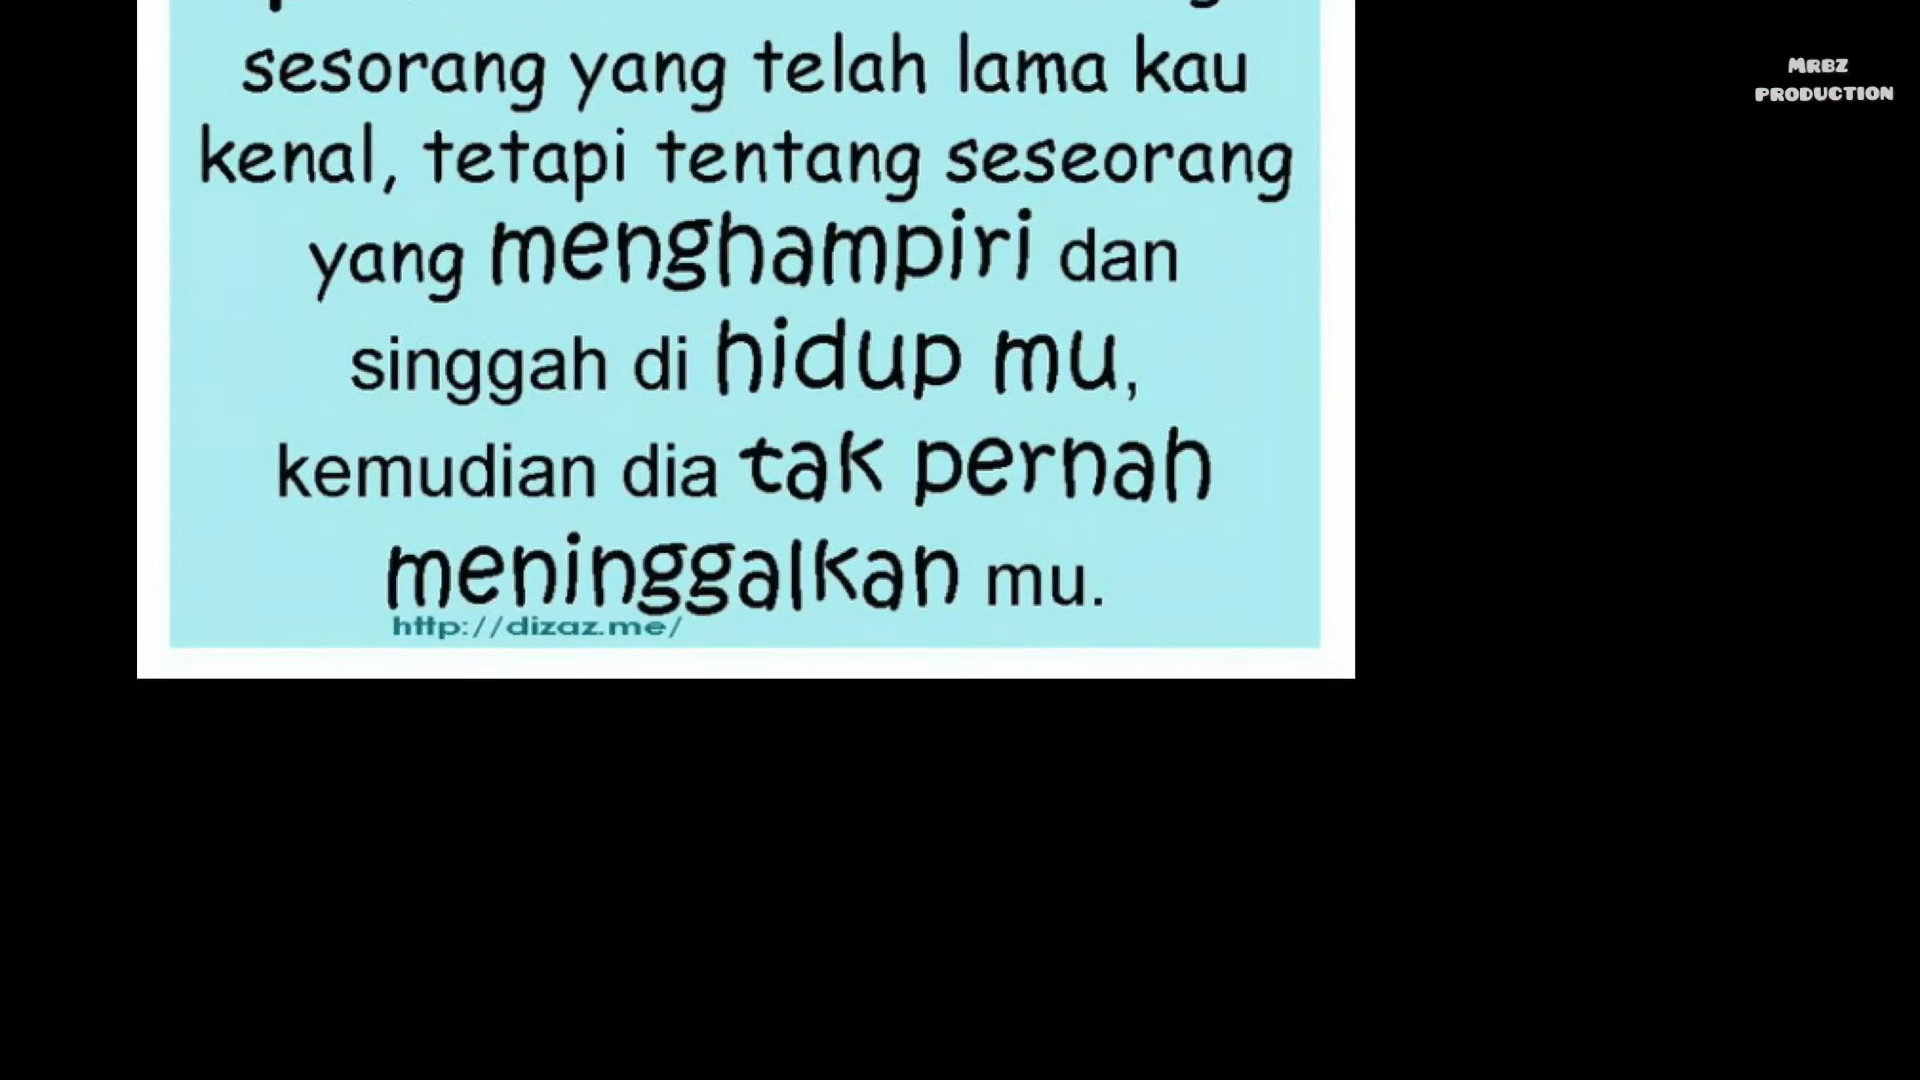 sesorang yang telah lama kau
kenal, tetapi tentang seseorang
yang menghampiri dan
singgah di hidup mu,
kemudian dia tak pernah
meninggalkan mu.
http://dizaz.me/
MRBZ
PRODUCTION